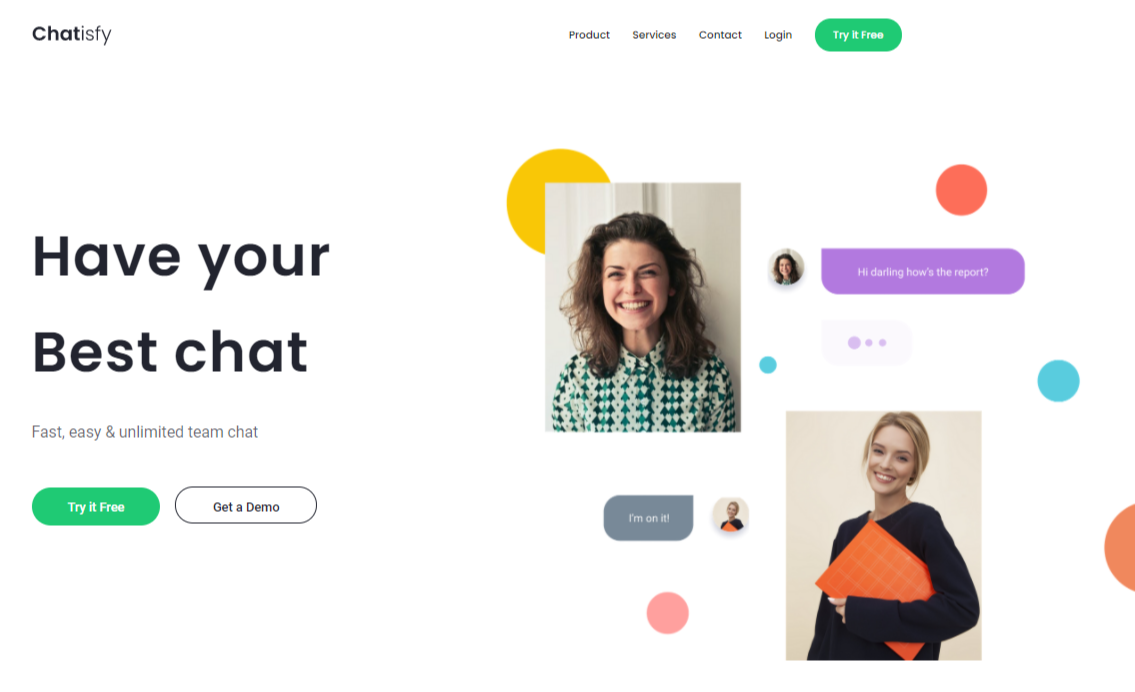 Chatisfy
Product Services Contact Login Try it Free
Have your
Best chat
Fast, easy & unlimited team chat
Try it Free Get a Demo
Hi darling how's the report?
I'm on it!